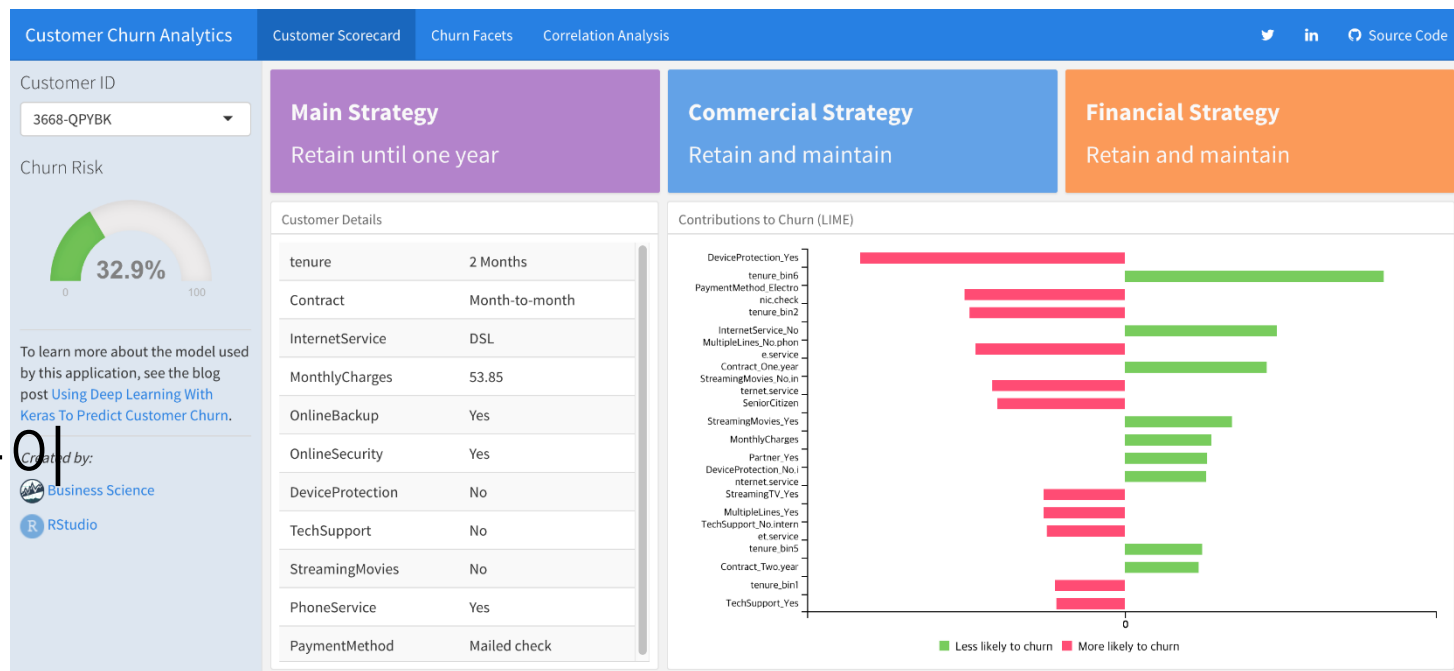 Customer Churn Analytics
Customer Scorecard
Churn Facets
Correlation Analysis
Source Code
Customer ID
3668-QPYBK
Churn Risk
32.9%
0
100
To learn more about the model used
by this application, see the blog
post Using Deep Learning With
Keras To Predict Customer Churn.
Created by:
Business Science
R RStudio
Main Strategy
Retain until one year
Commercial Strategy
Retain and maintain
Financial Strategy
Retain and maintain
Customer Details
tenure 2 Months
Contract Month-to-month
InternetService DSL
MonthlyCharges 53.85
OnlineBackup Yes
OnlineSecurity Yes
DeviceProtection No
TechSupport No
StreamingMovies No
PhoneService Yes
PaymentMethod Mailed check
Contributions to Churn (LIME)
DeviceProtection_Yes
tenure_bin6
PaymentMethod_Electro
nic.check
tenure_bin2
InternetService_No
MultipleLines_No.phon
e.service
Contract_One.year
StreamingMovies_No.in
ternet.service
SeniorCitizen
StreamingMovies_Yes
MonthlyCharges
Partner_Yes
DeviceProtection_No.i
nternet.service
StreamingTV_Yes
MultipleLines_Yes
TechSupport_No.intern
et.service
tenure_bin5
Contract_Two.year
tenure_bin1
TechSupport_Yes
0
Less likely to churn
More likely to churn